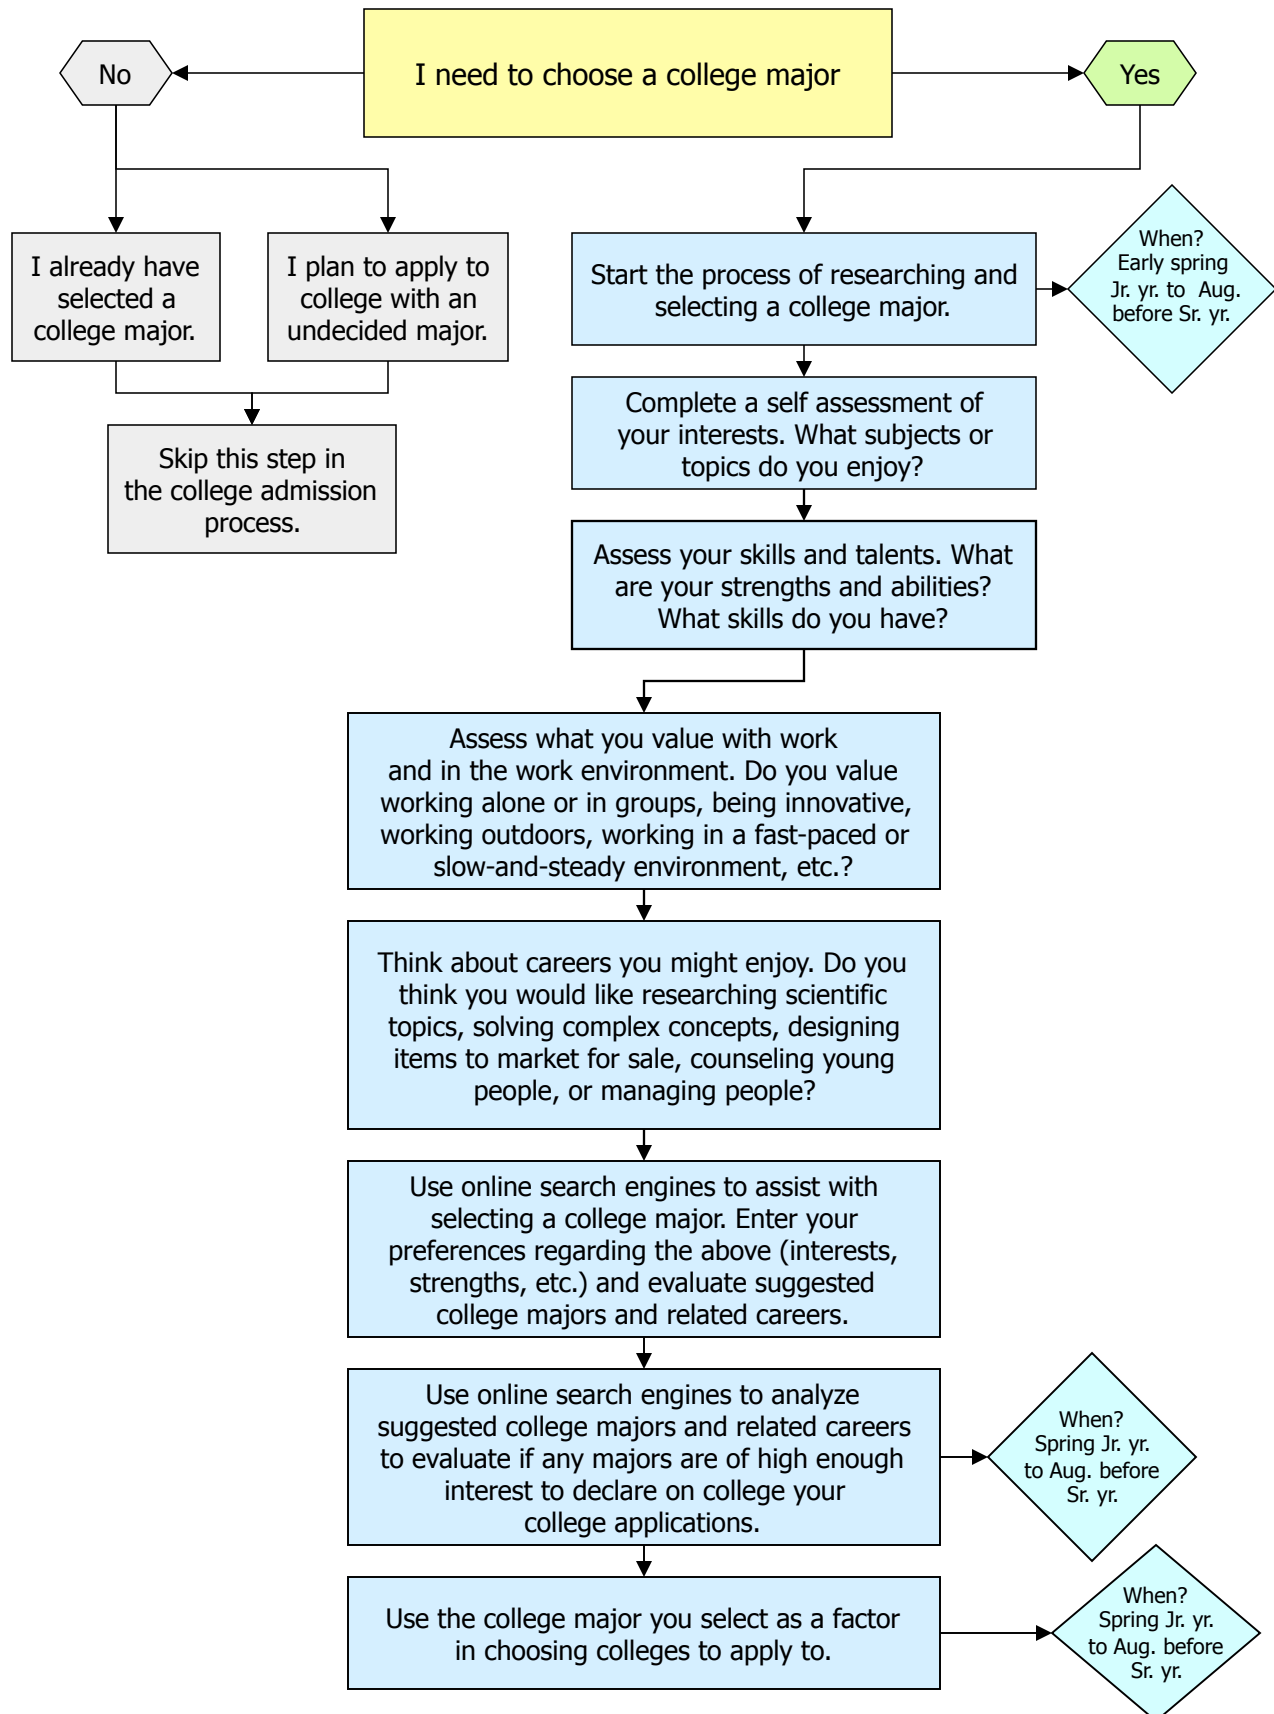 I need to choose a college major
No
Yes
I already have
selected a
college major.
I plan to apply to
college with an
undecided major.
Skip this step in
the college admission
process.
Start the process of researching and
selecting a college major.
When?
Early spring
Jr. yr. to Aug.
before Sr. yr.
Complete a self assessment of
your interests. What subjects or
topics do you enjoy?
Assess your skills and talents. What
are your strengths and abilities?
What skills do you have?
Assess what you value with work
and in the work environment. Do you value
working alone or in groups, being innovative,
working outdoors, working in a fast-paced or
slow-and-steady environment, etc.?
Think about careers you might enjoy. Do you
think you would like researching scientific
topics, solving complex concepts, designing
items to market for sale, counseling young
people, or managing people?
Use online search engines to assist with
selecting a college major. Enter your
preferences regarding the above (interests,
strengths, etc.) and evaluate suggested
college majors and related careers.
Use online search engines to analyze
suggested college majors and related careers
to evaluate if any majors are of high enough
interest to declare on college your
college applications.
When?
Spring Jr. yr.
to Aug. before
Sr. yr.
Use the college major you select as a factor
in choosing colleges to apply to.
When?
Spring Jr. yr.
to Aug. before
Sr. yr.